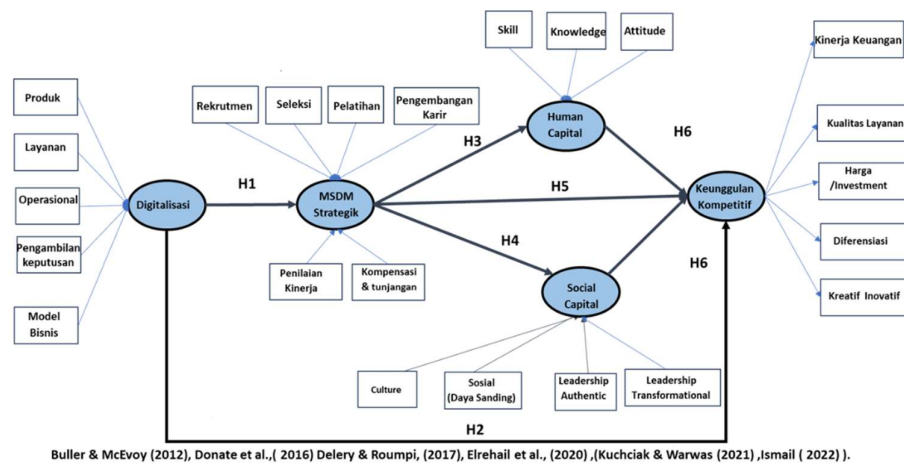 Skill
Knowledge
Attitude
Kinerja Keuangan
Produk
Rekrutmen
Seleksi
Pelatihan
Pengembangan
Karir
Human
Capital
H3
H6
Kualitas Layanan
Layanan
H1
H5
Harga
/Investment
Operasional
Digitalisasi
MSDM
Strategik
Keunggulan
Kompetitif
H4
Pengambilan
keputusan
Penilaian
Kinerja
Kompensasi
& tunjangan
H6
Diferensiasi
Social
Capital
Kreatif Inovatif
Model
Bisnis
Culture
Sosial
(Daya Sanding)
Leadership
Authentic
Leadership
Transformational
H2
Buller & McEvoy (2012), Donate et al.,( 2016) Delery & Roumpi, (2017), Elrehail et al., (2020) ,(Kuchciak & Warwas (2021) ,Ismail ( 2022) ).